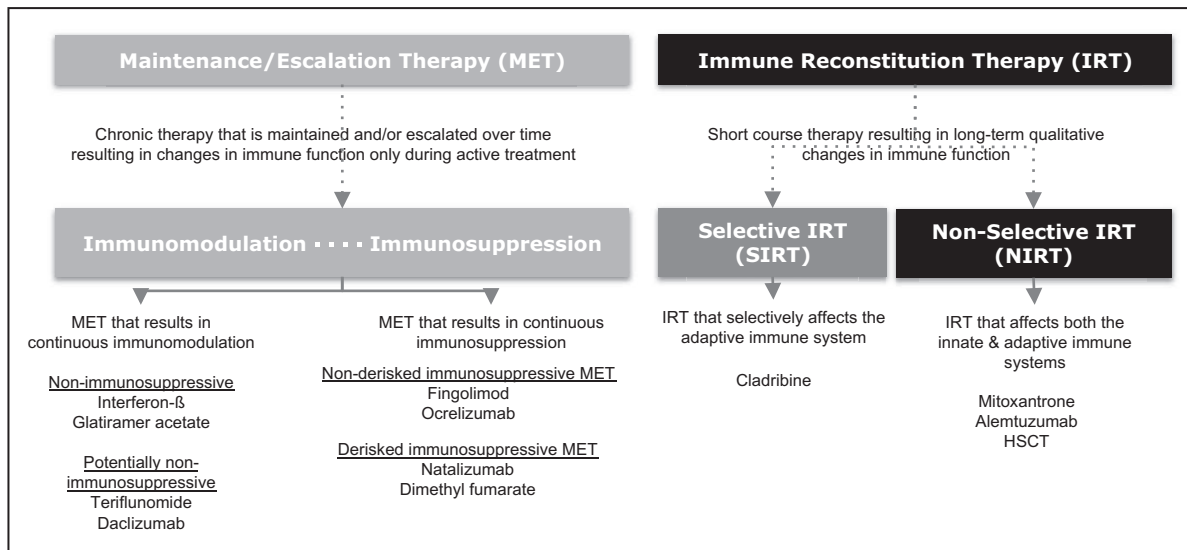 Maintenance/Escalation Therapy (MET)
Chronic therapy that is maintained and/or escalated over time
resulting in changes in immune function only during active treatment
Immunomodulation ···· Immunosuppression
MET that results in
continuous immunomodulation
Non-immunosuppressive
Interferon-ß
Glatiramer acetate
Potentially non-
immunosuppressive
Teriflunomide
Daclizumab
MET that results in continuous
immunosuppression
Non-derisked immunosuppressive MET
Fingolimod
Ocrelizumab
Derisked immunosuppressive MET
Natalizumab
Dimethyl fumarate
Immune Reconstitution Therapy (IRT)
Short course therapy resulting in long-term qualitative
changes in immune function
Selective IRT
(SIRT)
IRT that selectively affects the
adaptive immune system
Cladribine
Non-Selective IRT
(NIRT)
IRT that affects both the
innate & adaptive immune
systems
Mitoxantrone
Alemtuzumab
HSCT